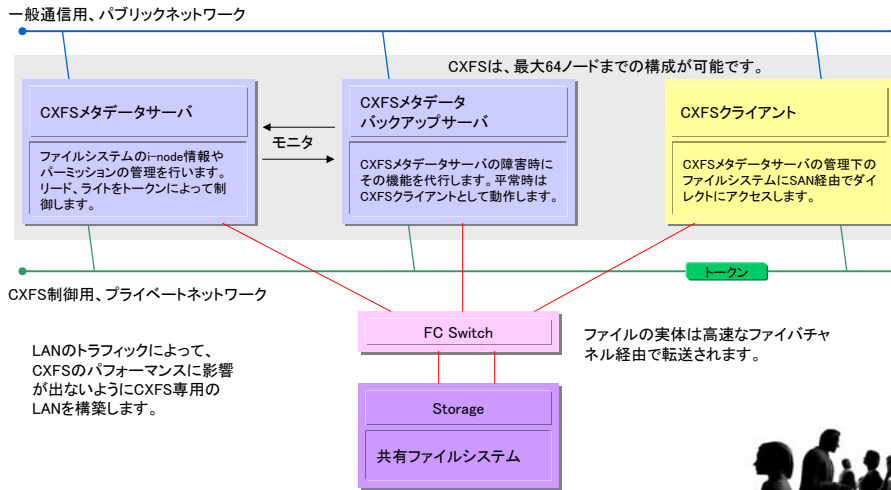 一般通信用、パブリックネットワーク
CXFSは、最大64ノードまでの構成が可能です。
CXFSメタデータサーバ
ファイルシステムのi-node情報や
パーミッションの管理を行います。
リード、ライトをトークンによって制
御します。
モニタ
CXFSメタデータ
バックアップサーバ
CXFSメタデータサーバの障害時に
その機能を代行します。平常時は
CXFSクライアントとして動作します。
CXFSクライアント
CXFSメタデータサーバの管理下の
ファイルシステムにSAN経由でダイ
レクトにアクセスします。
トークン
CXFS制御用、プライベートネットワーク
LANのトラフィックによって、
CXFSのパフォーマンスに影響
が出ないようにCXFS専用の
LANを構築します。
FC Switch
ファイルの実体は高速なファイバチャ
ネル経由で転送されます。
Storage
共有ファイルシステム